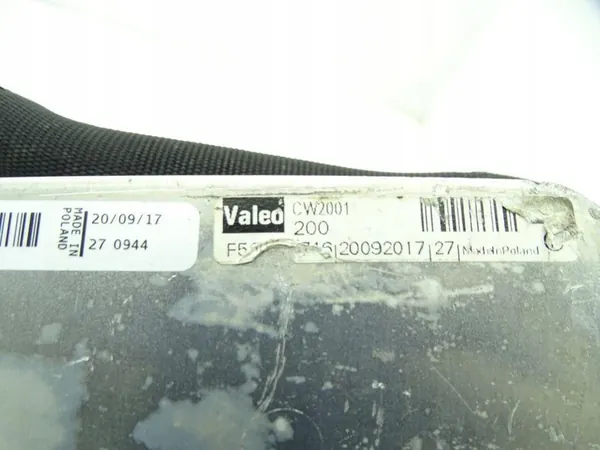 MADE IN
POLAND
20/09/17
27 0944
Valeo
CW2001
200
20092017 27 Made in Poland